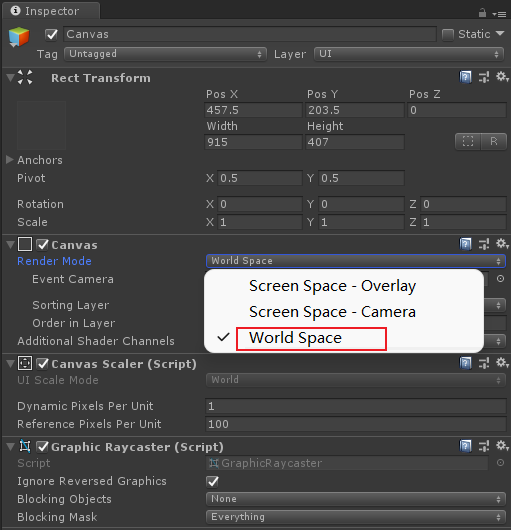 Inspector
Canvas
Static
Tag Untagged Layer UI
Rect Transform
Pos X Pos Y Pos Z
457.5 203.5 0
Width Height
915 407
R
Anchors
Pivot X 0.5 Y 0.5
Rotation X 0 Y 0 Z 0
Scale X 1 Y 1 Z 1
Canvas
Render Mode World Space
Event Camera
Screen Space - Overlay
Sorting Layer
Screen Space - Camera
Order in Layer
World Space
Additional Shader Channels
Canvas Scaler (Script)
UI Scale Mode World
Dynamic Pixels Per Unit 1
Reference Pixels Per Unit 100
Graphic Raycaster (Script)
Script GraphicRaycaster
Ignore Reversed Graphics
Blocking Objects None
Blocking Mask Everything